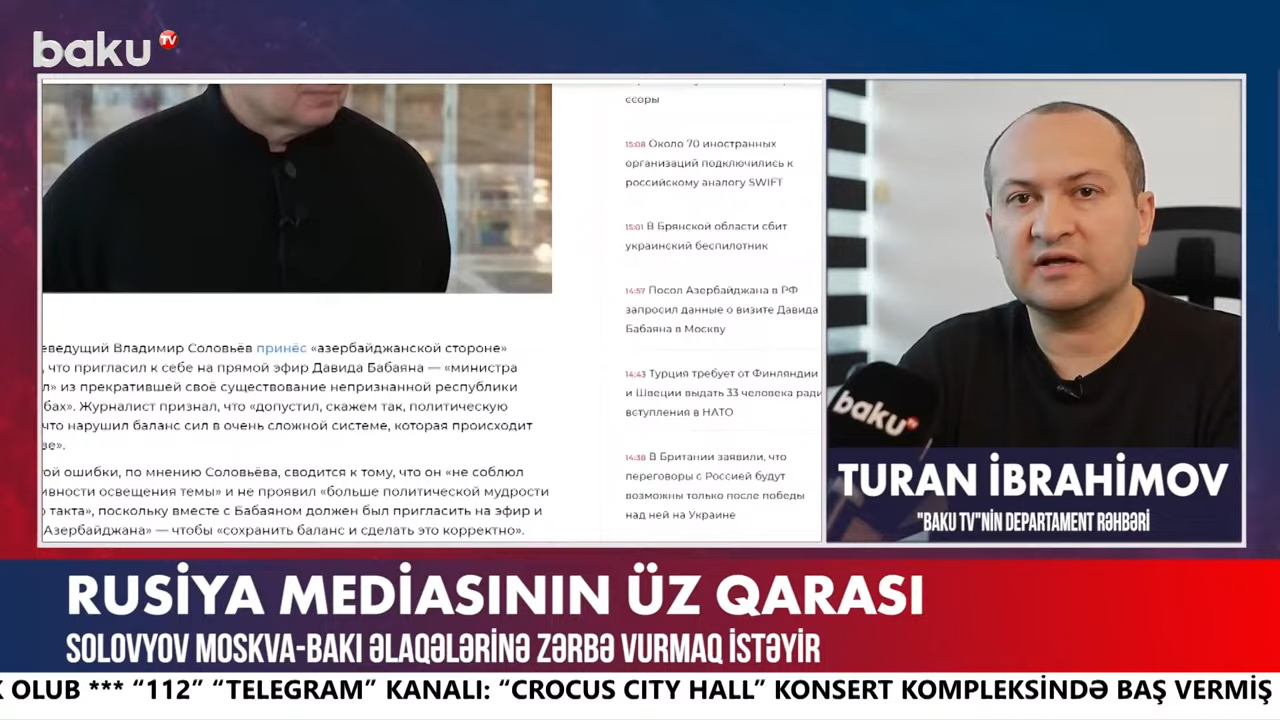 baku TV
ссоры
15:08 Около 70 иностранных
организаций подключились к
российскому аналогу SWIFT
15:01 В Брянской области сбит
украинский беспилотник
14:57 Посол Азербайджана в РФ
запросил данные о визите Давида
Бабаяна в Москву
14:43 Турция требует от Финляндии
и Швеции выдать 33 человека ради
вступления в НАТО
14:38 В Британии заявили, что
переговоры с Россией будут
возможны только после победы
над ней на Украине
еведущий Владимир Соловьёв принёс «азербайджанской стороне»
, что пригласил к себе на прямой эфир Давида Бабаяна — «министра
л» из прекратившей своё существование непризнанной республики
бах». Журналист признал, что «допустил, скажем так, политическую
что нарушил баланс сил в очень сложной системе, которая происходит
зе».
ой ошибки, по мнению Соловьёва, сводится к тому, что он «не соблюл
ивности освещения темы» и не проявил «больше политической мудрости
о такта», поскольку вместе с Бабаяном должен был пригласить на эфир и
Азербайджана» — чтобы «сохранить баланс и сделать это корректно».
baku TV
TURAN İBRAHİMOV
"BAKU TV"NİN DEPARTAMENT RƏHBƏRİ
RUSİYA MEDİASININ ÜZ QARASI
SOLOVYOV MOSKVA-BAKI ƏLAQƏLƏRİNƏ ZƏRBƏ VURMAQ İSTƏYİR
K OLUB *** “112” “TELEGRAM” KANALI: “CROCUS CITY HALL” KONSERT KOMPLEKSİNDƏ BAŞ VERMİŞ